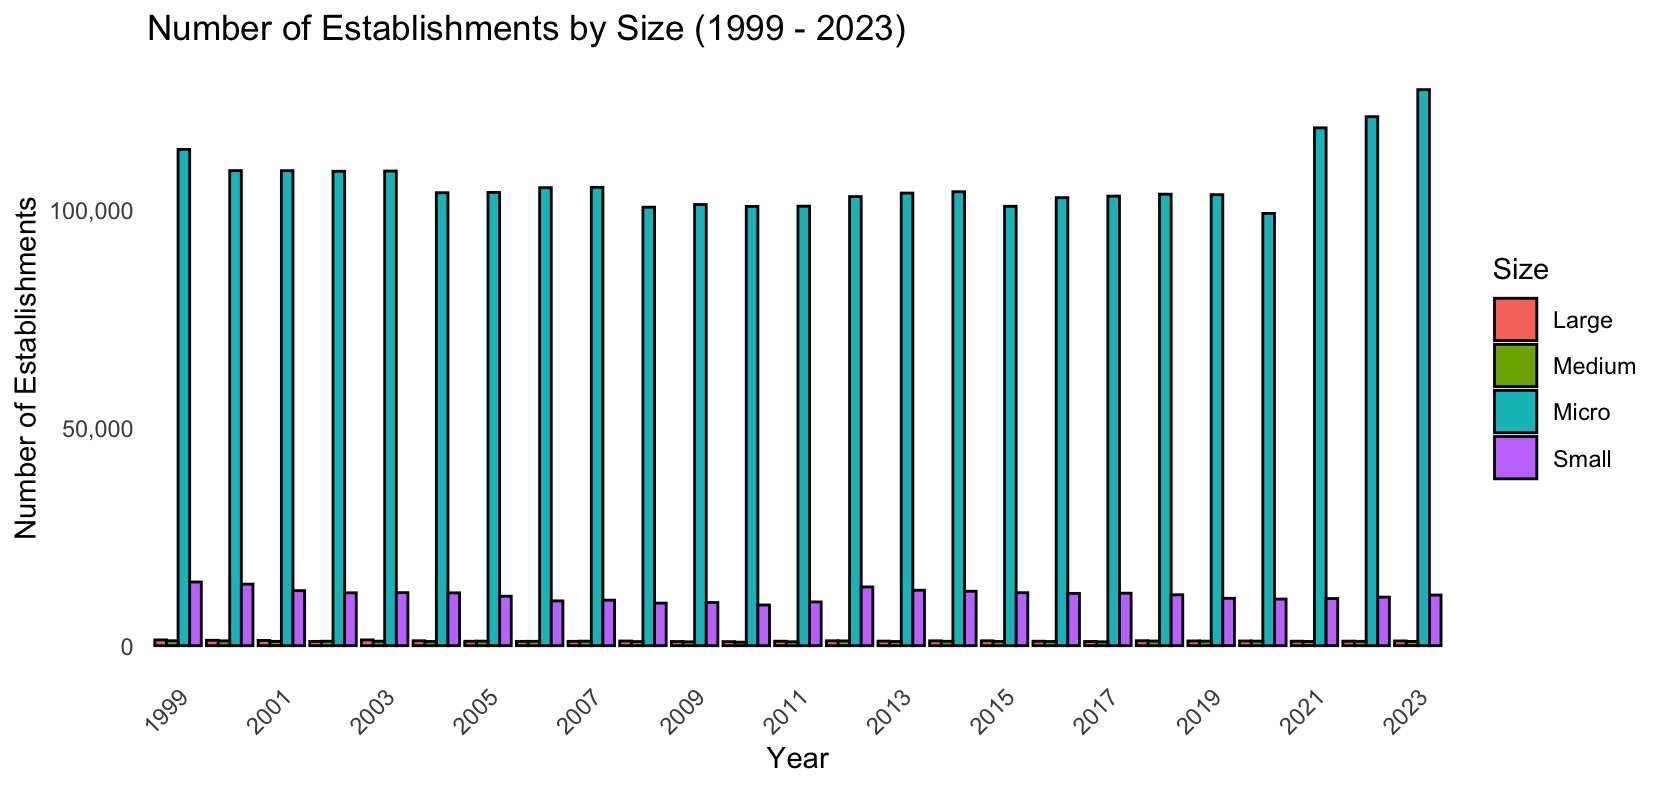 Number of Establishments by Size (1999 - 2023)
Number of Establishments
100,000
50,000
0
1999
2001
2003
2005
2007
2009
2011
2013
2015
2017
2019
2021
2023
Year
Size
Large
Medium
Micro
Small